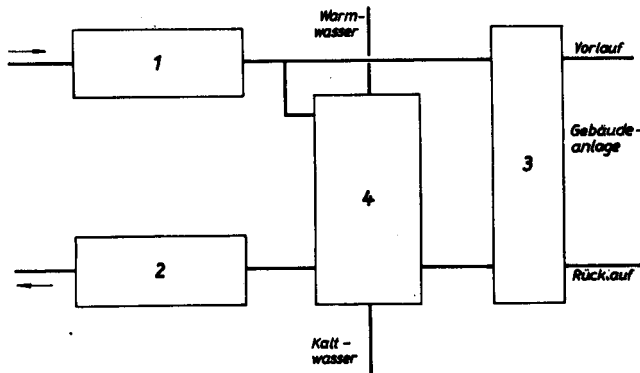 Warm-
wasser
1
Vorlauf
Gebäude-
anlage
3
4
2
Rücklauf
Kalt-
wasser